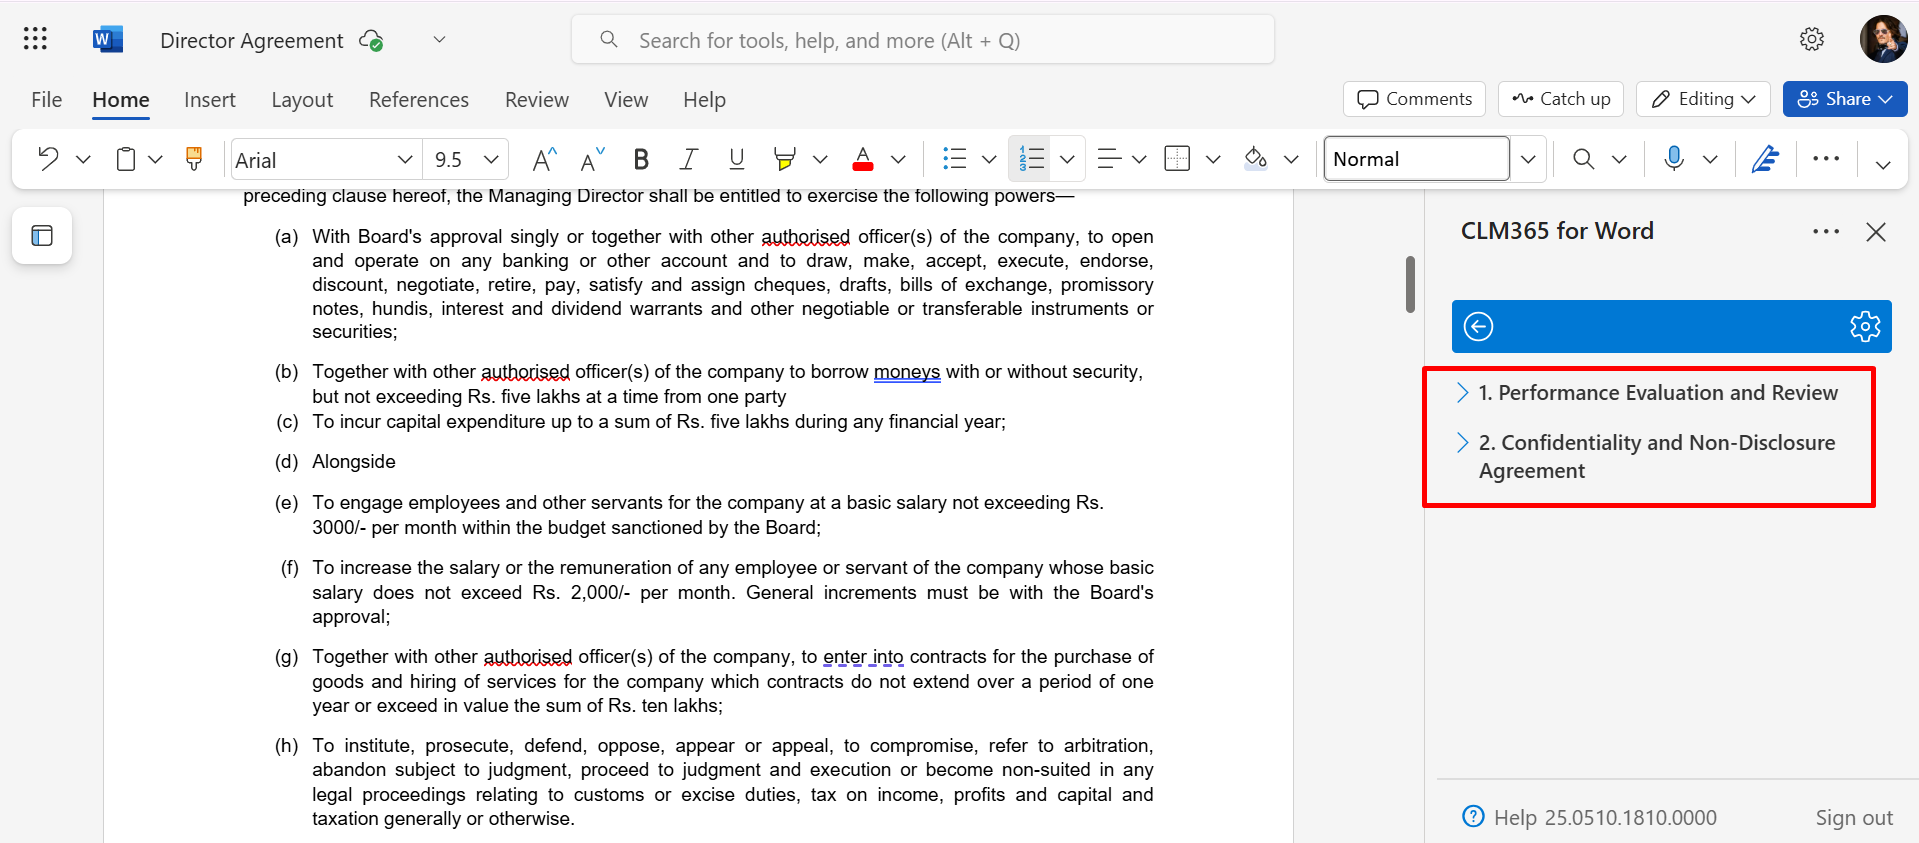 Director Agreement
Search for tools, help, and more (Alt + Q)
File Home Insert Layout References Review View Help
Comments Catch up Editing Share
Arial 9.5 Normal
preceding clause hereof, the Managing Director shall be entitled to exercise the following powers—
(a) With Board's approval singly or together with other authorised officer(s) of the company, to open
and operate on any banking or other account and to draw, make, accept, execute, endorse,
discount, negotiate, retire, pay, satisfy and assign cheques, drafts, bills of exchange, promissory
notes, hundis, interest and dividend warrants and other negotiable or transferable instruments or
securities;
(b) Together with other authorised officer(s) of the company to borrow moneys with or without security,
but not exceeding Rs. five lakhs at a time from one party
(c) To incur capital expenditure up to a sum of Rs. five lakhs during any financial year;
(d) Alongside
(e) To engage employees and other servants for the company at a basic salary not exceeding Rs.
3000/- per month within the budget sanctioned by the Board;
(f) To increase the salary or the remuneration of any employee or servant of the company whose basic
salary does not exceed Rs. 2,000/- per month. General increments must be with the Board's
approval;
(g) Together with other authorised officer(s) of the company, to enter into contracts for the purchase of
goods and hiring of services for the company which contracts do not extend over a period of one
year or exceed in value the sum of Rs. ten lakhs;
(h) To institute, prosecute, defend, oppose, appear or appeal, to compromise, refer to arbitration,
abandon subject to judgment, proceed to judgment and execution or become non-suited in any
legal proceedings relating to customs or excise duties, tax on income, profits and capital and
taxation generally or otherwise.
CLM365 for Word
1. Performance Evaluation and Review
2. Confidentiality and Non-Disclosure
Agreement
Help 25.0510.1810.0000 Sign out